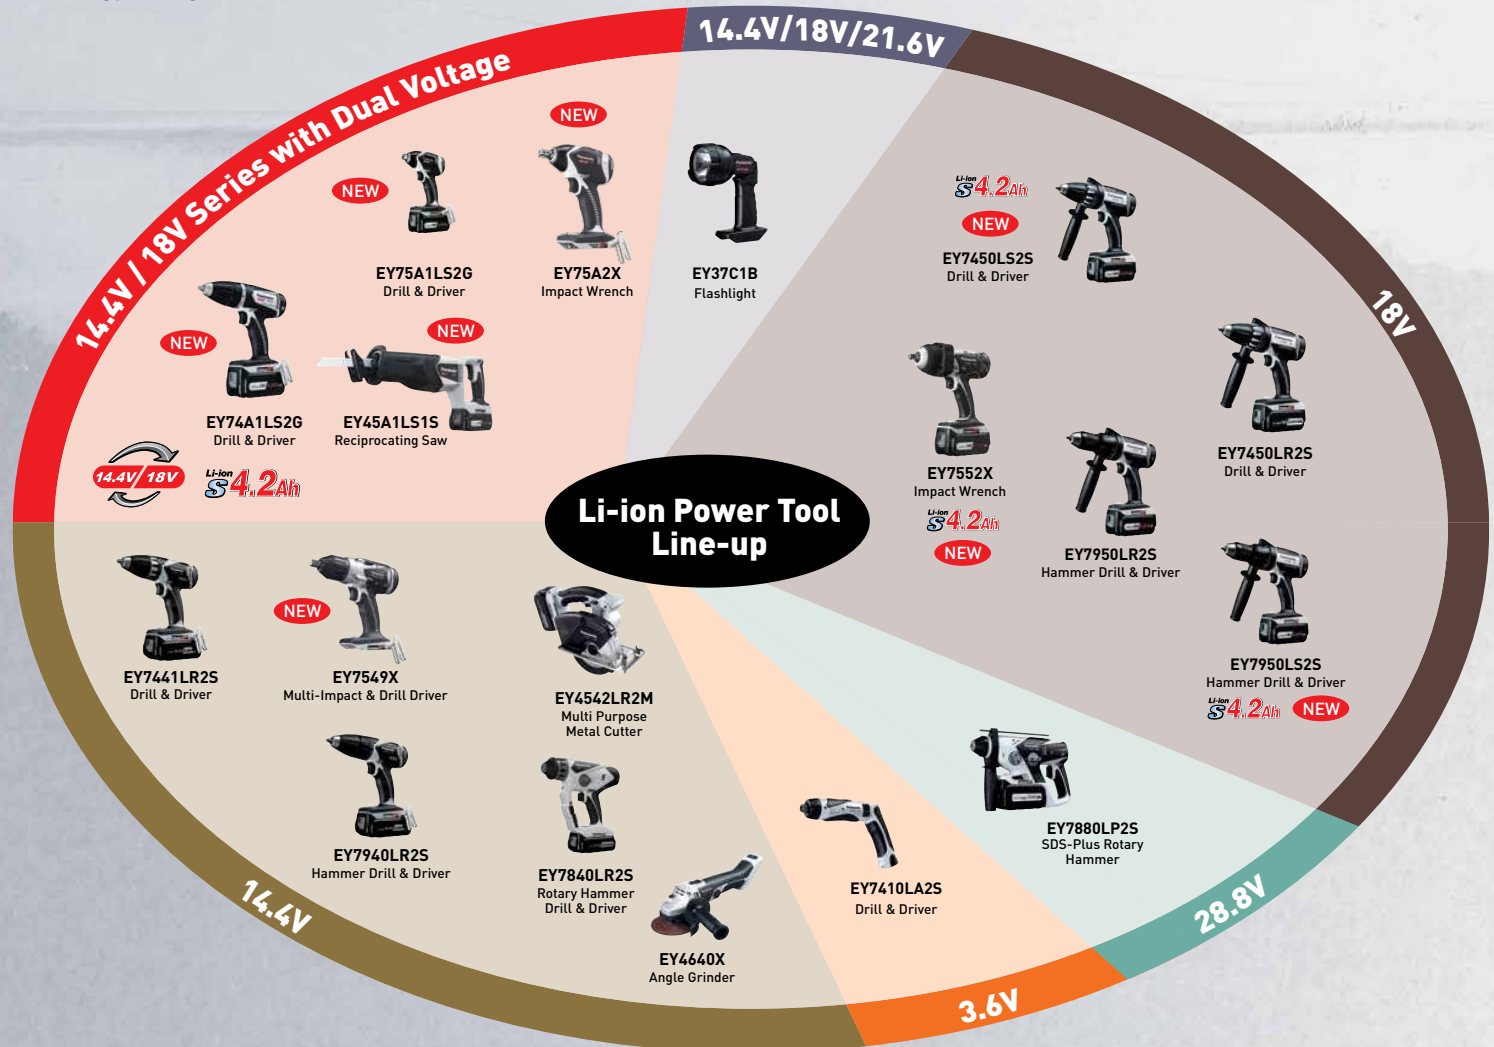 14.4V / 18V Series with Dual Voltage
14.4V/18V/21.6V
18V
NEW
NEW
EY75A1LS2G
Drill & Driver
EY75A2X
Impact Wrench
NEW
NEW
EY74A1LS2G
Drill & Driver
EY45A1LS1S
Reciprocating Saw
14.4V/18V
Li-ion
S4.2Ah
EY37C1B
Flashlight
Li-ion
S4.2Ah
NEW
EY7450LS2S
Drill & Driver
EY7450LR2S
Drill & Driver
EY7552X
Impact Wrench
Li-ion
S4.2Ah
NEW
EY7950LR2S
Hammer Drill & Driver
EY7950LS2S
Hammer Drill & Driver
Li-ion
S4.2Ah
NEW
Li-ion Power Tool
Line-up
EY7441LR2S
Drill & Driver
NEW
EY7549X
Multi-Impact & Drill Driver
EY4542LR2M
Multi Purpose
Metal Cutter
EY7940LR2S
Hammer Drill & Driver
EY7840LR2S
Rotary Hammer
Drill & Driver
EY4640X
Angle Grinder
14.4V
EY7410LA2S
Drill & Driver
3.6V
EY7880LP2S
SDS-Plus Rotary
Hammer
28.8V